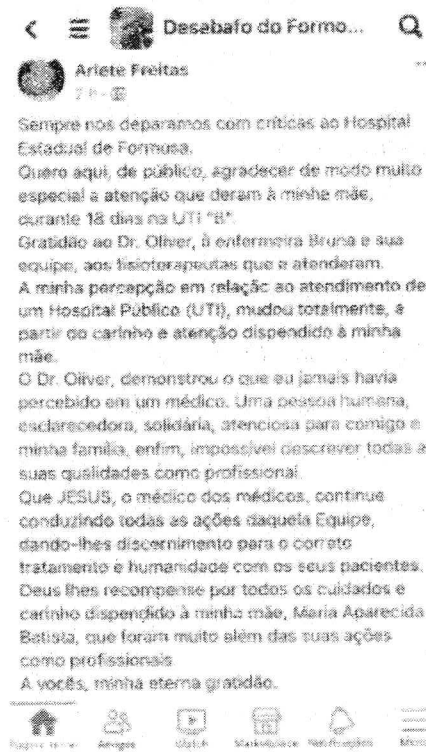 Desabafo do Formo...
Arlete Freitas
2 h
Sempre nos deparamos com críticas ao Hospital
Estadual de Formosa.
Quero aqui, de público, agradecer de modo muito
especial a atenção que deram à minha mãe,
durante 18 dias na UTI "B".
Gratidão ao Dr. Oliver, à enfermeira Bruna e sua
equipe, aos fisioterapeutas que a atenderam.
A minha percepção em relação ao atendimento de
um Hospital Público (UTI), mudou totalmente, a
partir do carinho e atenção dispendido à minha
mãe.
O Dr. Oliver, demonstrou o que eu jamais havia
percebido em um médico. Uma pessoa humana,
esclarecedora, solidária, atenciosa para comigo e
minha família, enfim, impossível descrever todas a
suas qualidades como profissional.
Que JESUS, o médico dos médicos, continue
conduzindo todas as ações daquela Equipe,
dando-lhes discernimento para o correto
tratamento e humanidade com os seus pacientes.
Deus lhes recompense por todos os cuidados e
carinho dispendido à minha mãe, Maria Aparecida
Batista, que foram muito além das suas ações
como profissionais
A vocês, minha eterna gratidão.
Amigos Watch Marketplace Notificações